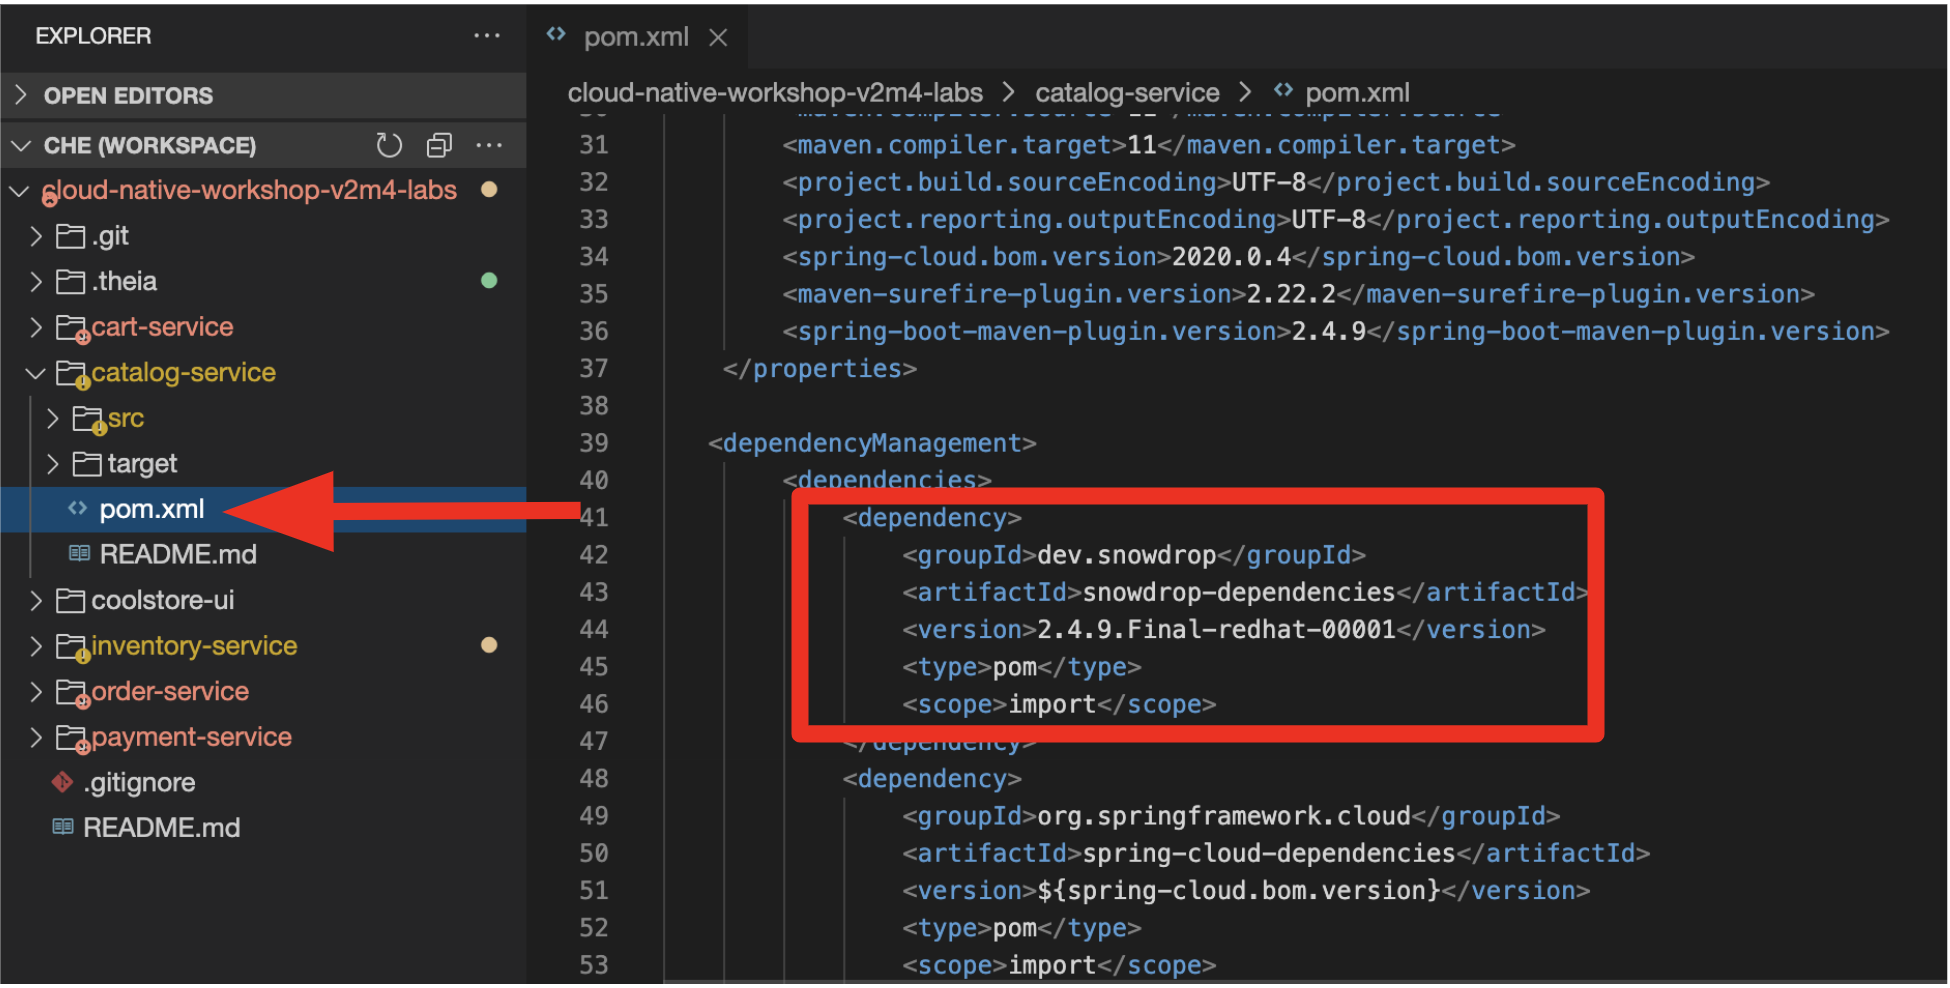 EXPLORER
OPEN EDITORS
CHE (WORKSPACE)
cloud-native-workshop-v2m4-labs
.git
.theia
cart-service
catalog-service
src
target
pom.xml
README.md
coolstore-ui
inventory-service
order-service
payment-service
.gitignore
README.md
pom.xml
cloud-native-workshop-v2m4-labs > catalog-service > pom.xml
30 <maven.compiler.source>11</maven.compiler.source>
31 <maven.compiler.target>11</maven.compiler.target>
32 <project.build.sourceEncoding>UTF-8</project.build.sourceEncoding>
33 <project.reporting.outputEncoding>UTF-8</project.reporting.outputEncoding>
34 <spring-cloud.bom.version>2020.0.4</spring-cloud.bom.version>
35 <maven-surefire-plugin.version>2.22.2</maven-surefire-plugin.version>
36 <spring-boot-maven-plugin.version>2.4.9</spring-boot-maven-plugin.version>
37 </properties>
38
39 <dependencyManagement>
40 <dependencies>
41 <dependency>
42 <groupId>dev.snowdrop</groupId>
43 <artifactId>snowdrop-dependencies</artifactId>
44 <version>2.4.9.Final-redhat-00001</version>
45 <type>pom</type>
46 <scope>import</scope>
47 </dependency>
48 <dependency>
49 <groupId>org.springframework.cloud</groupId>
50 <artifactId>spring-cloud-dependencies</artifactId>
51 <version>${spring-cloud.bom.version}</version>
52 <type>pom</type>
53 <scope>import</scope>